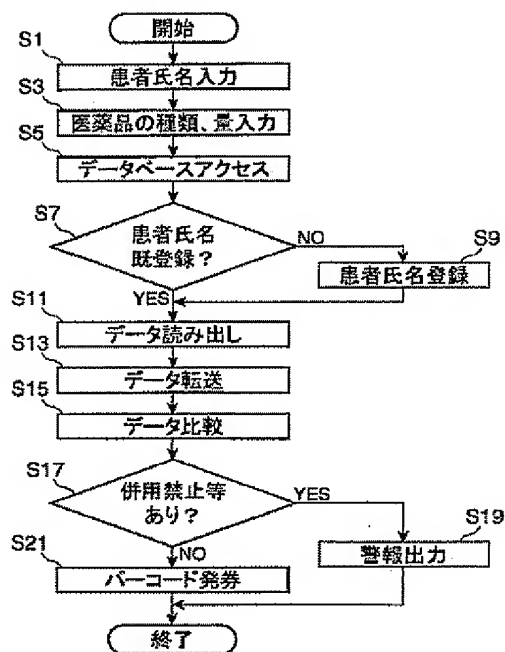 開始
S1
患者氏名入力
S3
医薬品の種類、量入力
S5
データベースアクセス
S7
患者氏名
既登録？
NO
S9
患者氏名登録
YES
S11
データ読み出し
S13
データ転送
S15
データ比較
S17
併用禁止等
あり？
YES
S19
警報出力
NO
S21
バーコード発券
終了